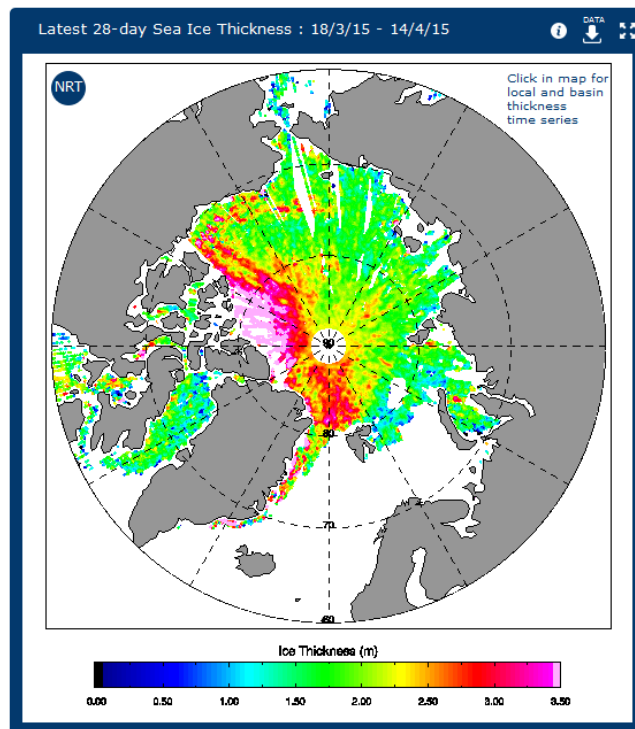 Latest 28-day Sea Ice Thickness : 18/3/15 - 14/4/15
DATA
NRT
Click in map for
local and basin
thickness
time series
90
80
70
60
Ice Thickness (m)
0.00 0.50 1.00 1.50 2.00 2.50 3.00 3.50